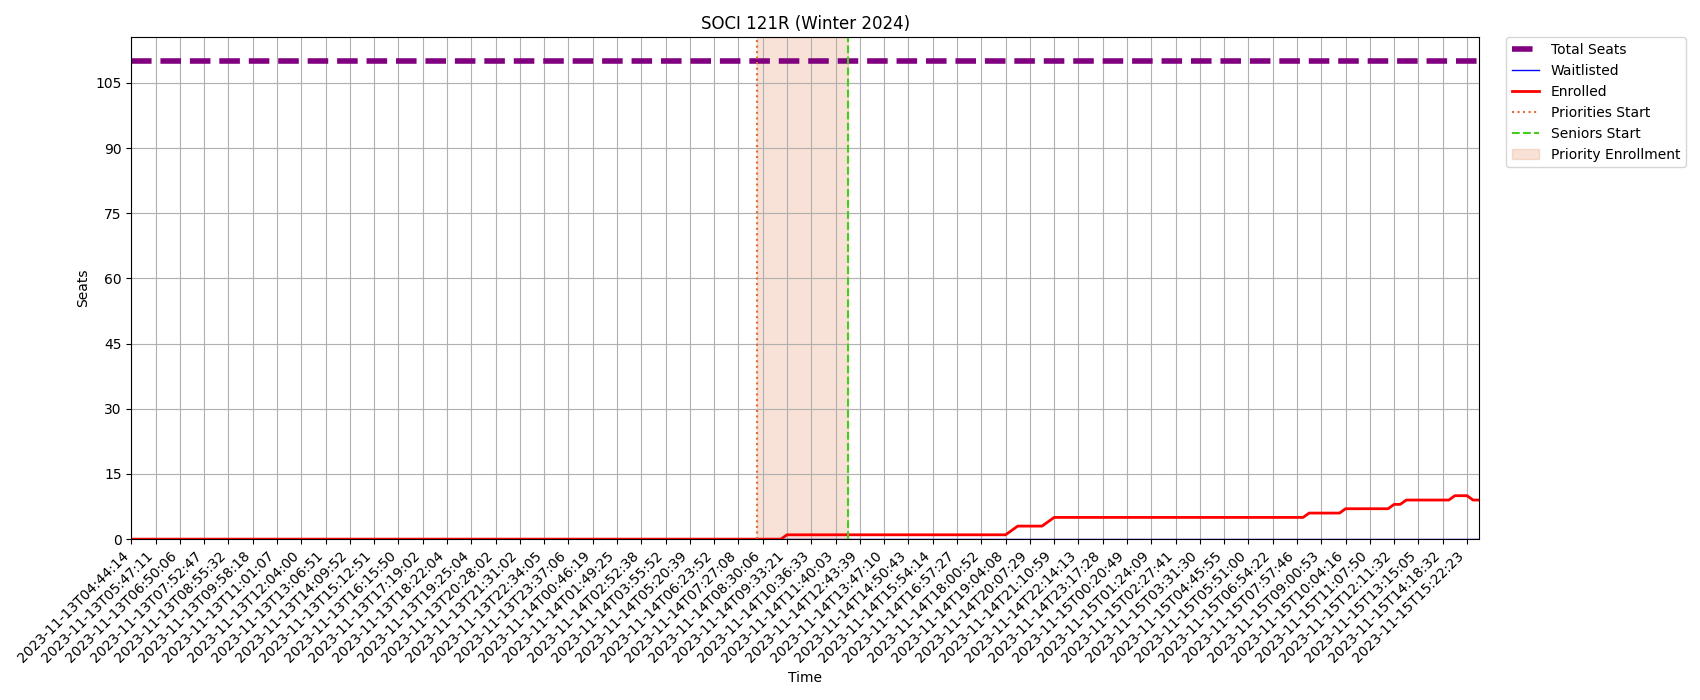 SOCI 121R (Winter 2024)
Total Seats
Waitlisted
Enrolled
Priorities Start
Seniors Start
Priority Enrollment
Seats
105
90
75
60
45
30
15
0
2023-11-13T04:44:14
2023-11-13T05:47:11
2023-11-13T06:50:06
2023-11-13T07:52:47
2023-11-13T08:55:32
2023-11-13T09:58:18
2023-11-13T11:01:07
2023-11-13T12:04:00
2023-11-13T13:06:51
2023-11-13T14:09:52
2023-11-13T15:12:51
2023-11-13T16:15:50
2023-11-13T17:19:02
2023-11-13T18:22:04
2023-11-13T19:25:04
2023-11-13T20:28:02
2023-11-13T21:31:02
2023-11-13T22:34:05
2023-11-13T23:37:06
2023-11-14T00:46:19
2023-11-14T01:49:25
2023-11-14T02:52:38
2023-11-14T03:55:52
2023-11-14T05:20:39
2023-11-14T06:23:52
2023-11-14T07:27:08
2023-11-14T08:30:06
2023-11-14T09:33:21
2023-11-14T10:36:33
2023-11-14T11:40:03
2023-11-14T12:43:39
2023-11-14T13:47:10
2023-11-14T14:50:43
2023-11-14T15:54:14
2023-11-14T16:57:27
2023-11-14T18:00:52
2023-11-14T19:04:08
2023-11-14T20:07:29
2023-11-14T21:10:59
2023-11-14T22:14:13
2023-11-14T23:17:28
2023-11-15T00:20:49
2023-11-15T01:24:09
2023-11-15T02:27:41
2023-11-15T03:31:30
2023-11-15T04:45:55
2023-11-15T05:51:00
2023-11-15T06:54:22
2023-11-15T07:57:46
2023-11-15T09:00:53
2023-11-15T10:04:16
2023-11-15T11:07:50
2023-11-15T12:11:32
2023-11-15T13:15:05
2023-11-15T14:18:32
2023-11-15T15:22:23
Time